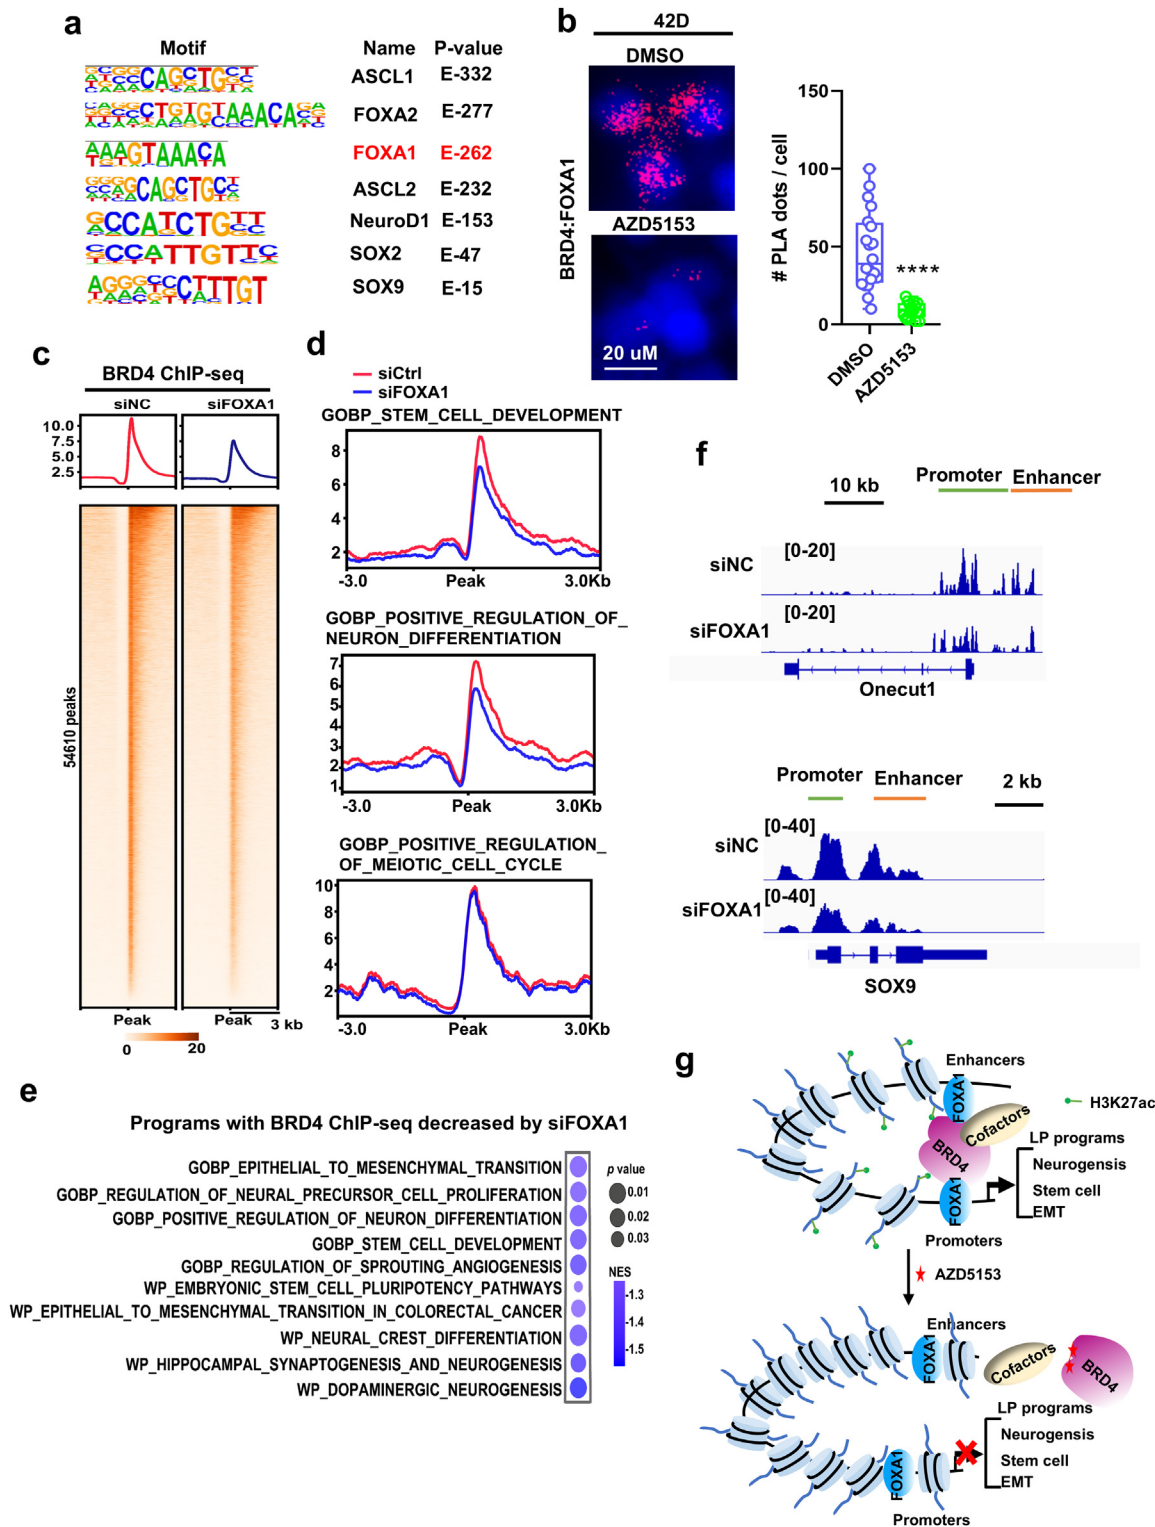 a
Motif Name P-value
ASCL1 E-332
FOXA2 E-277
FOXA1 E-262
ASCL2 E-232
NeuroD1 E-153
SOX2 E-47
SOX9 E-15
b
42D
DMSO
AZD5153
BRD4:FOXA1
20 uM
# PLA dots / cell
150
100
50
0
****
DMSO
AZD5153
c
BRD4 ChIP-seq
siNC siFOXA1
10.0
7.5
5.0
2.5
54610 peaks
Peak Peak 3 kb
0 20
d
siCtrl
siFOXA1
GOBP_STEM_CELL_DEVELOPMENT
8
6
4
2
-3.0 Peak 3.0Kb
GOBP_POSITIVE_REGULATION_OF_
NEURON_DIFFERENTIATION
7
6
5
4
3
2
1
-3.0 Peak 3.0Kb
GOBP_POSITIVE_REGULATION_
OF_MEIOTIC_CELL_CYCLE
10
8
6
4
2
-3.0 Peak 3.0Kb
e
Programs with BRD4 ChIP-seq decreased by siFOXA1
GOBP_EPITHELIAL_TO_MESENCHYMAL_TRANSITION
GOBP_REGULATION_OF_NEURAL_PRECURSOR_CELL_PROLIFERATION
GOBP_POSITIVE_REGULATION_OF_NEURON_DIFFERENTIATION
GOBP_STEM_CELL_DEVELOPMENT
GOBP_REGULATION_OF_SPROUTING_ANGIOGENESIS
WP_EMBRYONIC_STEM_CELL_PLURIPOTENCY_PATHWAYS
WP_EPITHELIAL_TO_MESENCHYMAL_TRANSITION_IN_COLORECTAL_CANCER
WP_NEURAL_CREST_DIFFERENTIATION
WP_HIPPOCAMPAL_SYNAPTOGENESIS_AND_NEUROGENESIS
WP_DOPAMINERGIC_NEUROGENESIS
p value
0.01
0.02
0.03
NES
-1.3
-1.4
-1.5
f
10 kb
Promoter Enhancer
siNC [0-20]
siFOXA1 [0-20]
Onecut1
Promoter Enhancer 2 kb
siNC [0-40]
siFOXA1 [0-40]
SOX9
g
Enhancers
FOXA1
H3K27ac
Cofactors
BRD4
LP programs
Neurogensis
Stem cell
EMT
FOXA1
Promoters
AZD5153
Enhancers
FOXA1
Cofactors
BRD4
LP programs
Neurogensis
Stem cell
EMT
FOXA1
Promoters